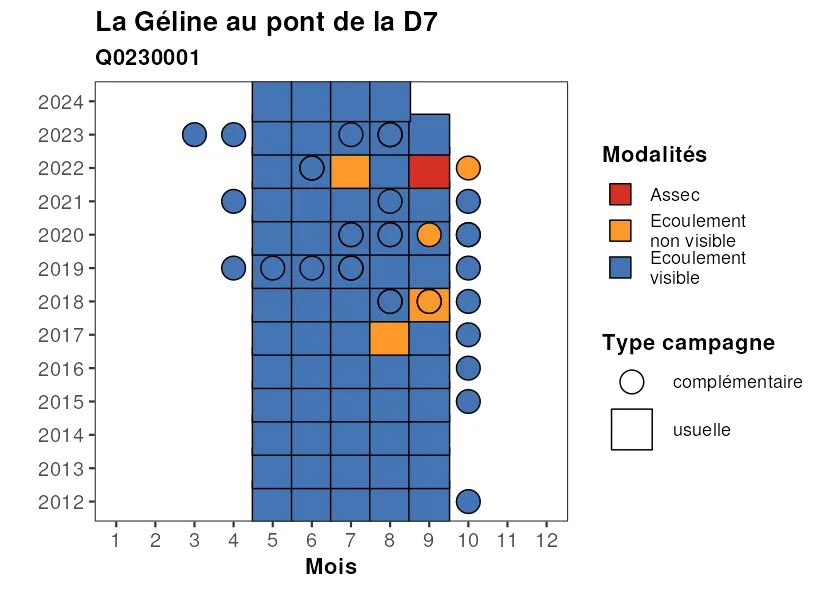 La Géline au pont de la D7
Q0230001
2024
2023
2022
2021
2020
2019
2018
2017
2016
2015
2014
2013
2012
1 2 3 4 5 6 7 8 9 10 11 12
Mois
Modalités
Assec
Ecoulement
non visible
Ecoulement
visible
Type campagne
complémentaire
usuelle